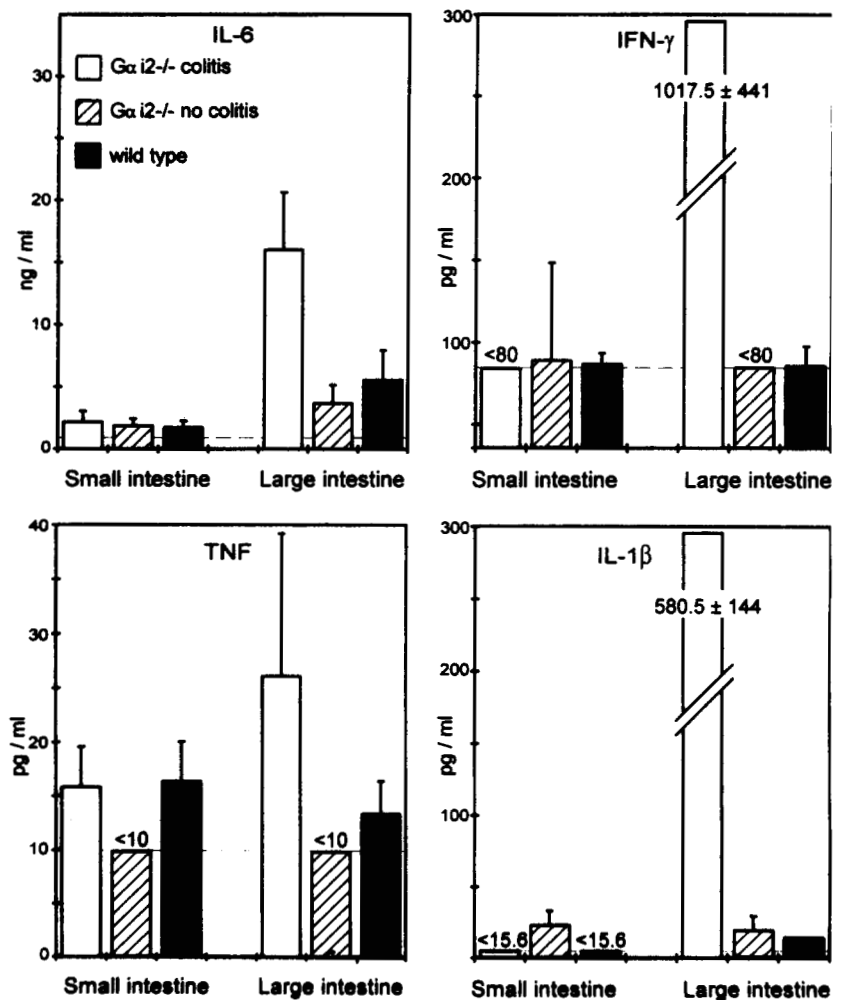 IL-6
Gα i2-/- colitis
Gα i2-/- no colitis
wild type
ng / ml
30
20
10
0
Small intestine Large intestine
IFN-γ
pg / ml
300
200
100
1017.5 ± 441
<80
<80
Small intestine Large intestine
TNF
pg / ml
40
30
20
10
0
<10
<10
Small intestine Large intestine
IL-1β
pg / ml
300
200
100
580.5 ± 144
<15.6 <15.6
Small intestine Large intestine